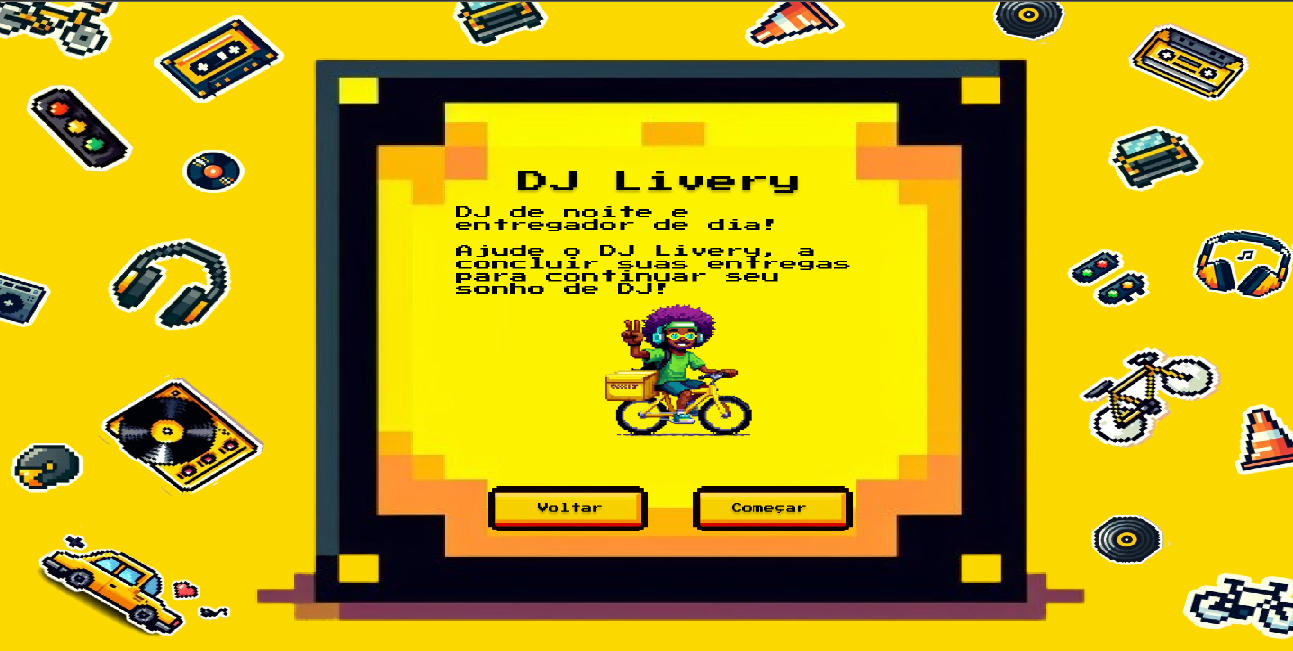 DJ Livery
DJ de noite e
entregador de dia!
Ajude o DJ Livery, a
concluir suas entregas
para continuar seu
sonho de DJ!
Voltar
Começar